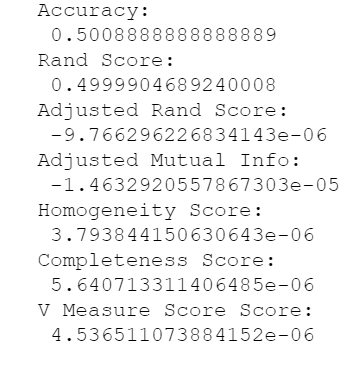 Accuracy:
0.5008888888888889
Rand Score:
0.4999904689240008
Adjusted Rand Score:
-9.766296226834143e-06
Adjusted Mutual Info:
-1.4632920557867303e-05
Homogeneity Score:
3.793844150630643e-06
Completeness Score:
5.640713311406485e-06
V Measure Score Score:
4.536511073884152e-06